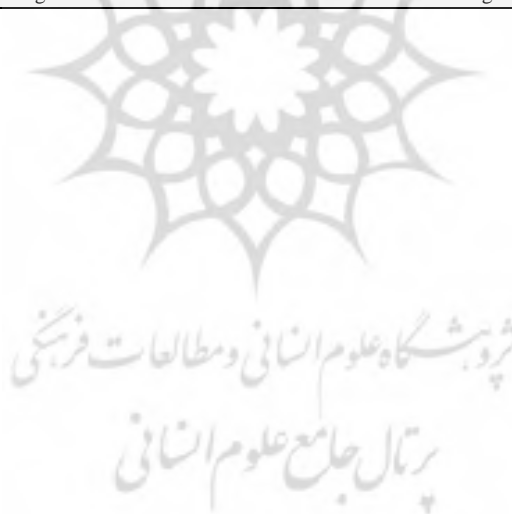 پژوهشگاه علوم انسانی و مطالعات فرهنگی
پرتال جامع علوم انسانی